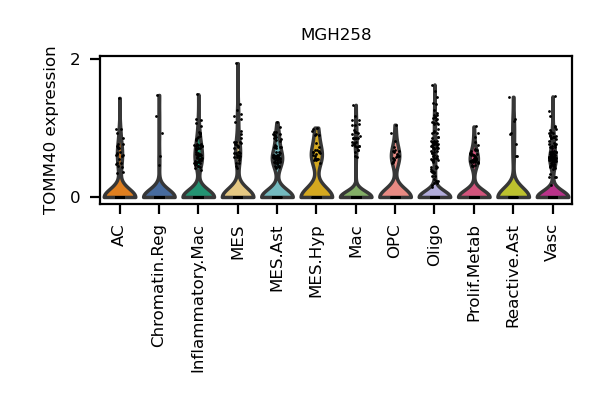 MGH258
TOMM40 expression
2
0
AC
Chromatin.Reg
Inflammatory.Mac
MES
MES.Ast
MES.Hyp
Mac
OPC
Oligo
Prolif.Metab
Reactive.Ast
Vasc